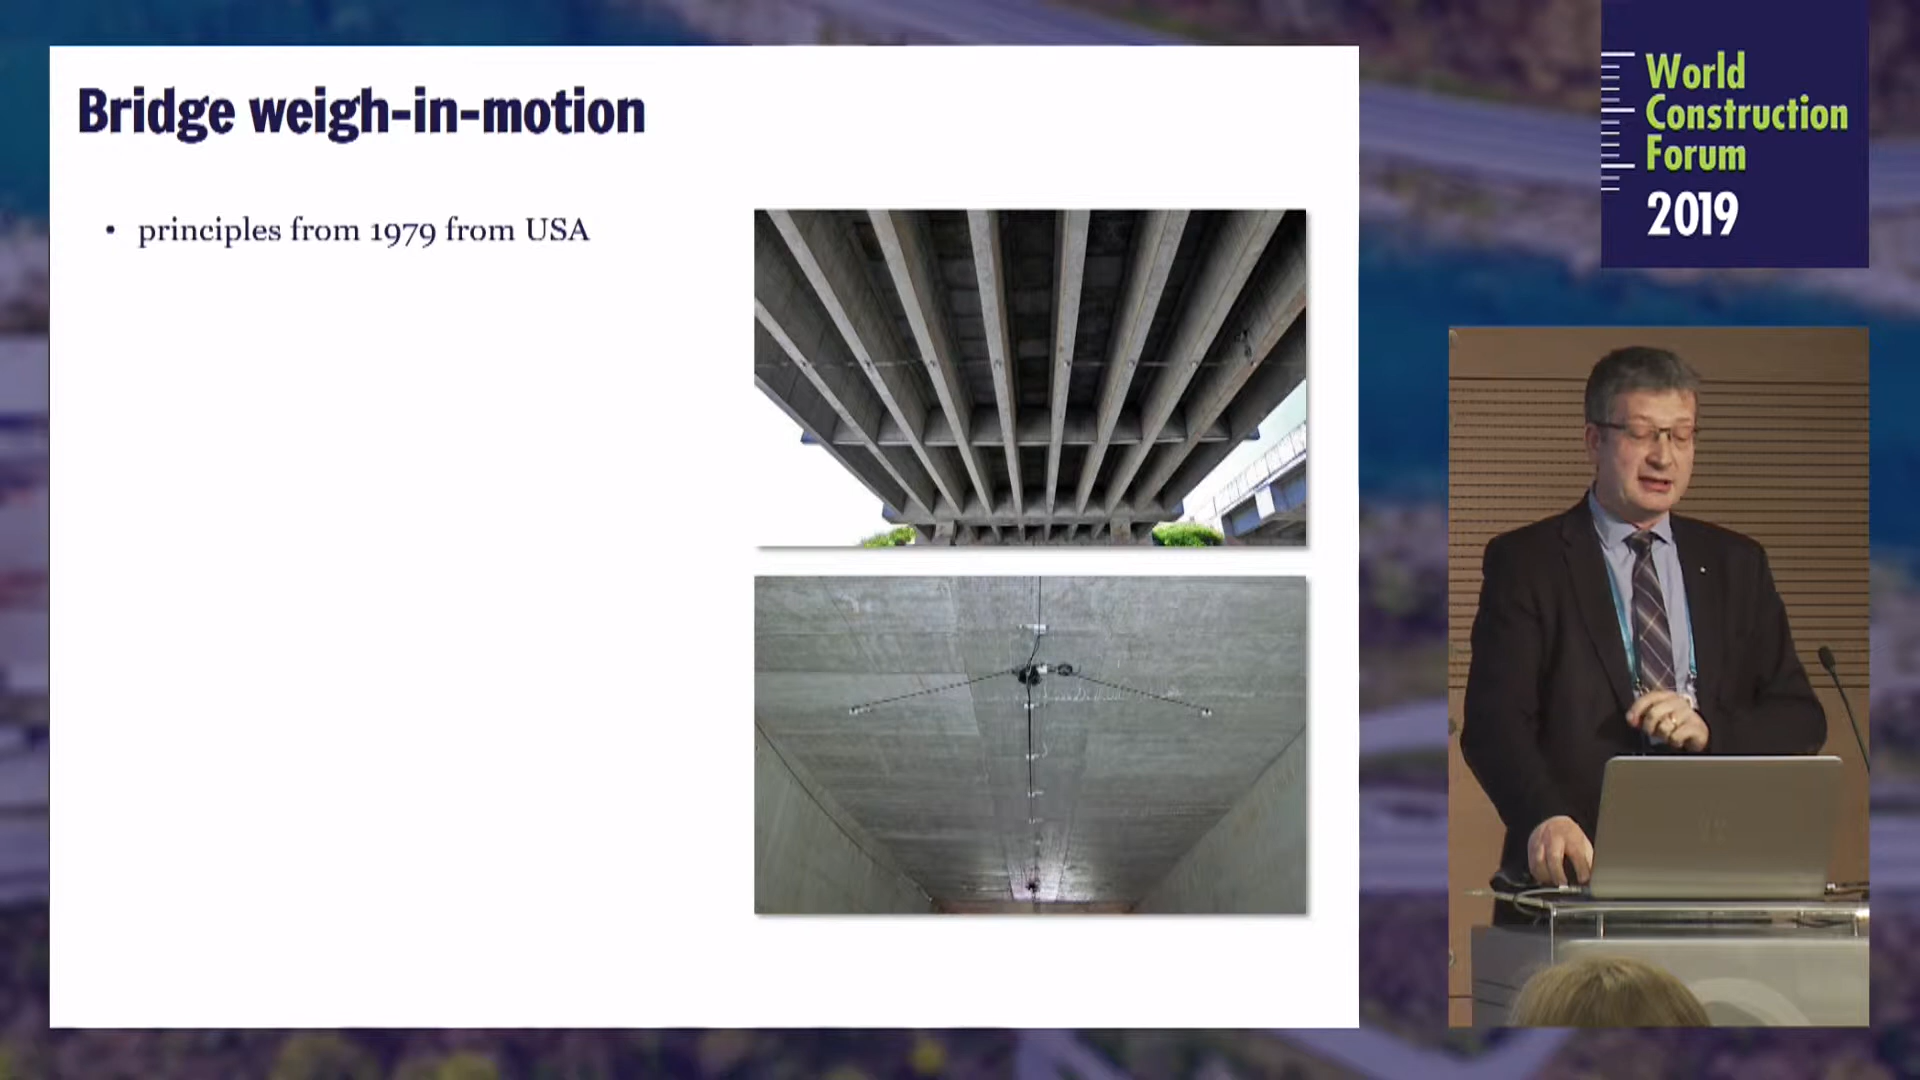 Bridge weigh-in-motion
• principles from 1979 from USA
World
Construction
Forum
2019